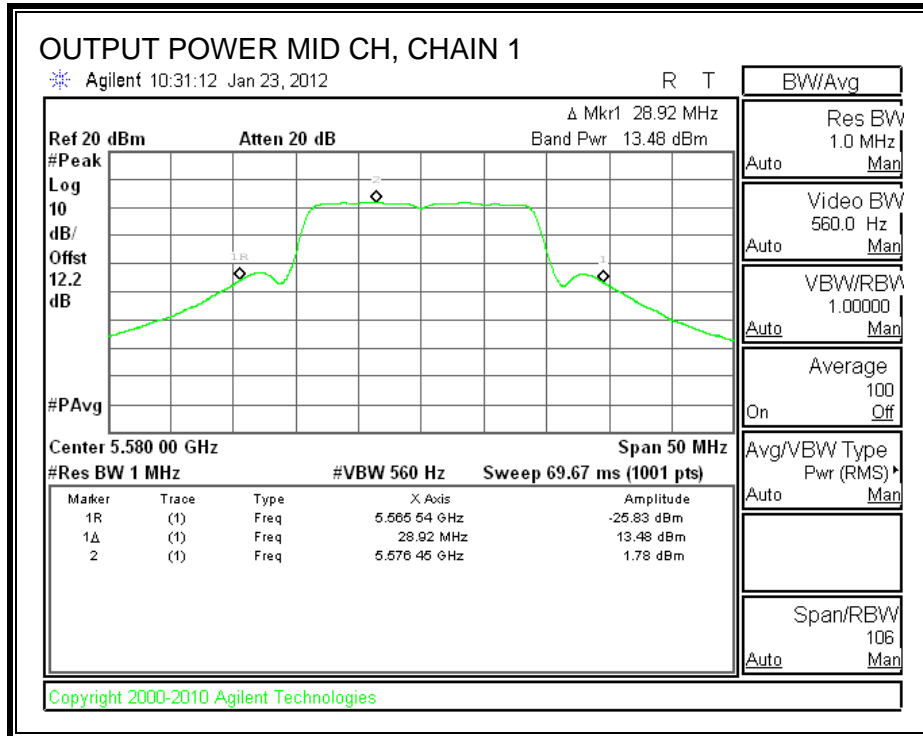 OUTPUT POWER MID CH, CHAIN 1
Agilent 10:31:12 Jan 23, 2012 R T
Δ Mkr1 28.92 MHz
Ref 20 dBm Atten 20 dB Band Pwr 13.48 dBm
#Peak
Log
10
dB/
Offst
12.2
dB
#PAvg
2
1R
1
Center 5.580 00 GHz Span 50 MHz
#Res BW 1 MHz #VBW 560 Hz Sweep 69.67 ms (1001 pts)
Marker Trace Type X Axis Amplitude
1R (1) Freq 5.565 54 GHz -25.83 dBm
1Δ (1) Freq 28.92 MHz 13.48 dBm
2 (1) Freq 5.576 45 GHz 1.78 dBm
Copyright 2000-2010 Agilent Technologies
BW/Avg
Res BW
1.0 MHz
Auto Man
Video BW
560.0 Hz
Auto Man
VBW/RBW
1.00000
Auto Man
Average
100
On Off
Avg/VBW Type
Pwr (RMS)
Auto Man
Span/RBW
106
Auto Man